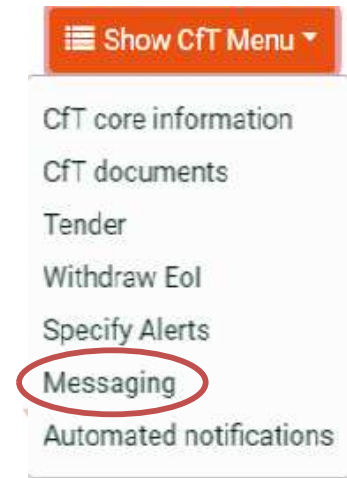 Show CfT Menu
CfT core information
CfT documents
Tender
Withdraw EoI
Specify Alerts
Messaging
Automated notifications